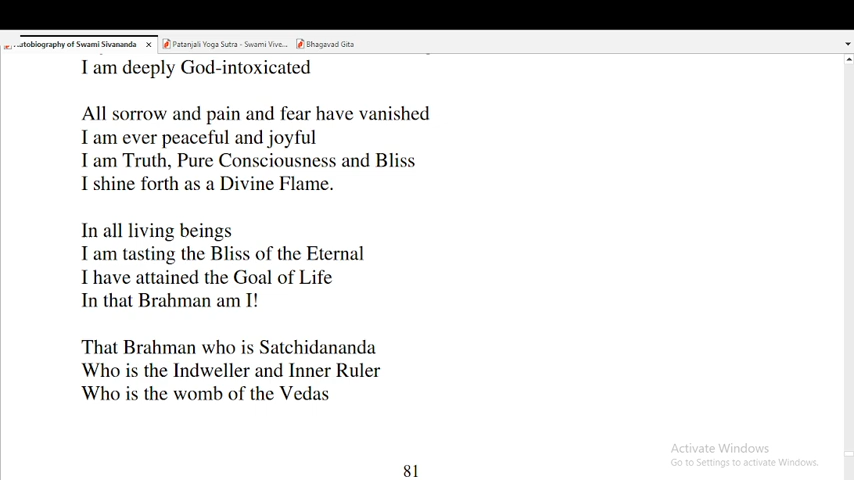 utobiography of Swami Sivananda
Patanjali Yoga Sutra - Swami Vive...
Bhagavad Gita
I am deeply God-intoxicated
All sorrow and pain and fear have vanished
I am ever peaceful and joyful
I am Truth, Pure Consciousness and Bliss
I shine forth as a Divine Flame.
In all living beings
I am tasting the Bliss of the Eternal
I have attained the Goal of Life
In that Brahman am I!
That Brahman who is Satchidananda
Who is the Indweller and Inner Ruler
Who is the womb of the Vedas
81
Activate Windows
Go to Settings to activate Windows.